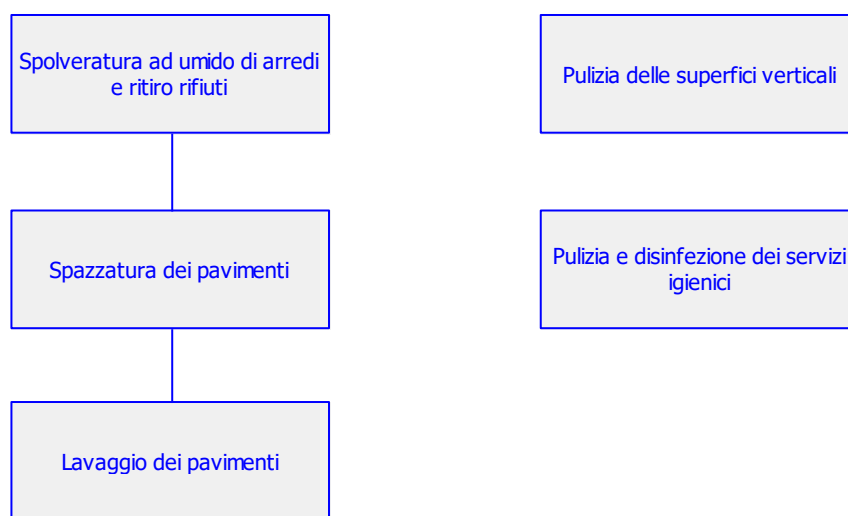 Spolveratura ad umido di arredi
e ritiro rifiuti
Pulizia delle superfici verticali
Spazzatura dei pavimenti
Pulizia e disinfezione dei servizi
igienici
Lavaggio dei pavimenti